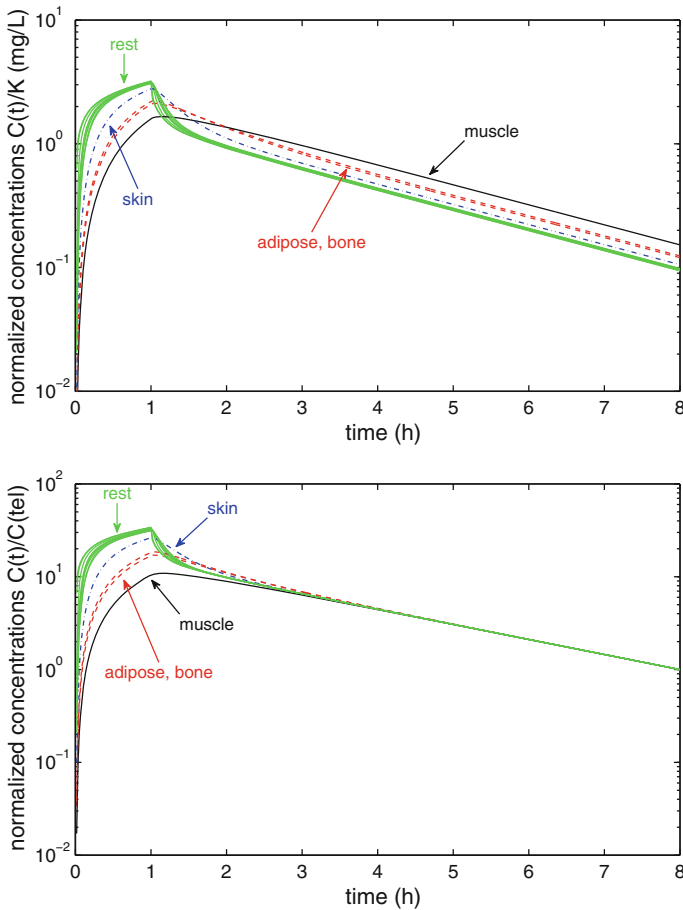 normalized concentrations C(t)/K (mg/L)
10^1
10^0
10^-1
10^-2
rest
skin
muscle
adipose, bone
0 1 2 3 4 5 6 7 8
time (h)
normalized concentrations C(t)/C(tel)
10^2
10^1
10^0
10^-1
10^-2
rest
skin
muscle
adipose, bone
0 1 2 3 4 5 6 7 8
time (h)